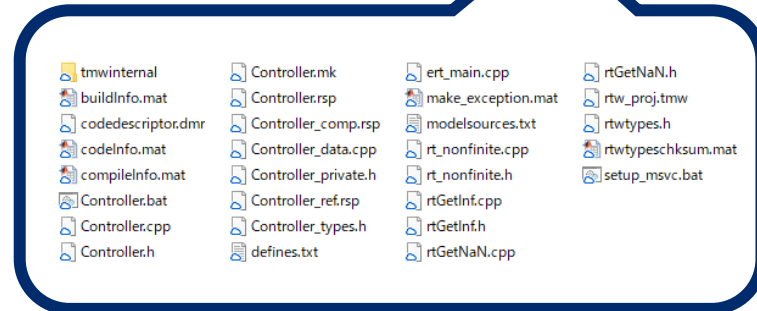 tmwinternal
buildInfo.mat
codedescriptor.dmr
codeInfo.mat
compileInfo.mat
Controller.bat
Controller.cpp
Controller.h
Controller.mk
Controller.rsp
Controller_comp.rsp
Controller_data.cpp
Controller_private.h
Controller_ref.rsp
Controller_types.h
defines.txt
ert_main.cpp
make_exception.mat
modelsources.txt
rt_nonfinite.cpp
rt_nonfinite.h
rtGetInf.cpp
rtGetInf.h
rtGetNaN.cpp
rtGetNaN.h
rtw_proj.tmw
rtwtypes.h
rtwtypeschksum.mat
setup_msvc.bat